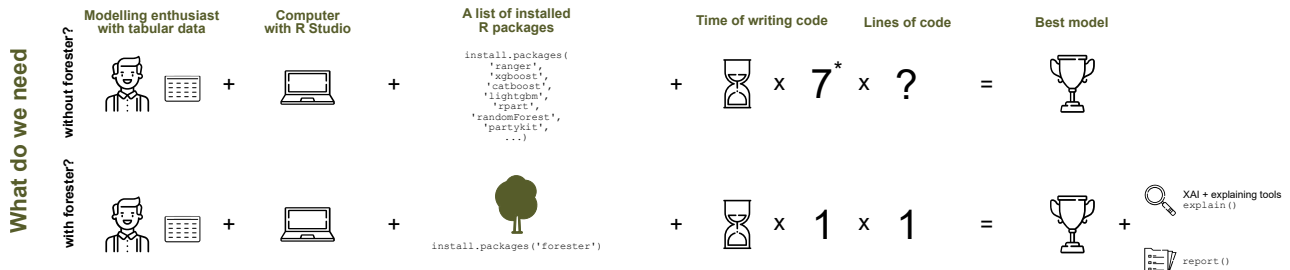 What do we need
without forester?
Modelling enthusiast
with tabular data
Computer
with R Studio
A list of installed
R packages
Time of writing code
Lines of code
Best model
+
+
install.packages(
'ranger',
'xgboost',
'catboost',
'lightgbm',
'rpart',
'randomForest',
'partykit',
...)
+ x 7* x ? =
with forester?
+
+
install.packages('forester')
+ x 1 x 1 = +
XAI + explaining tools
explain()
report()